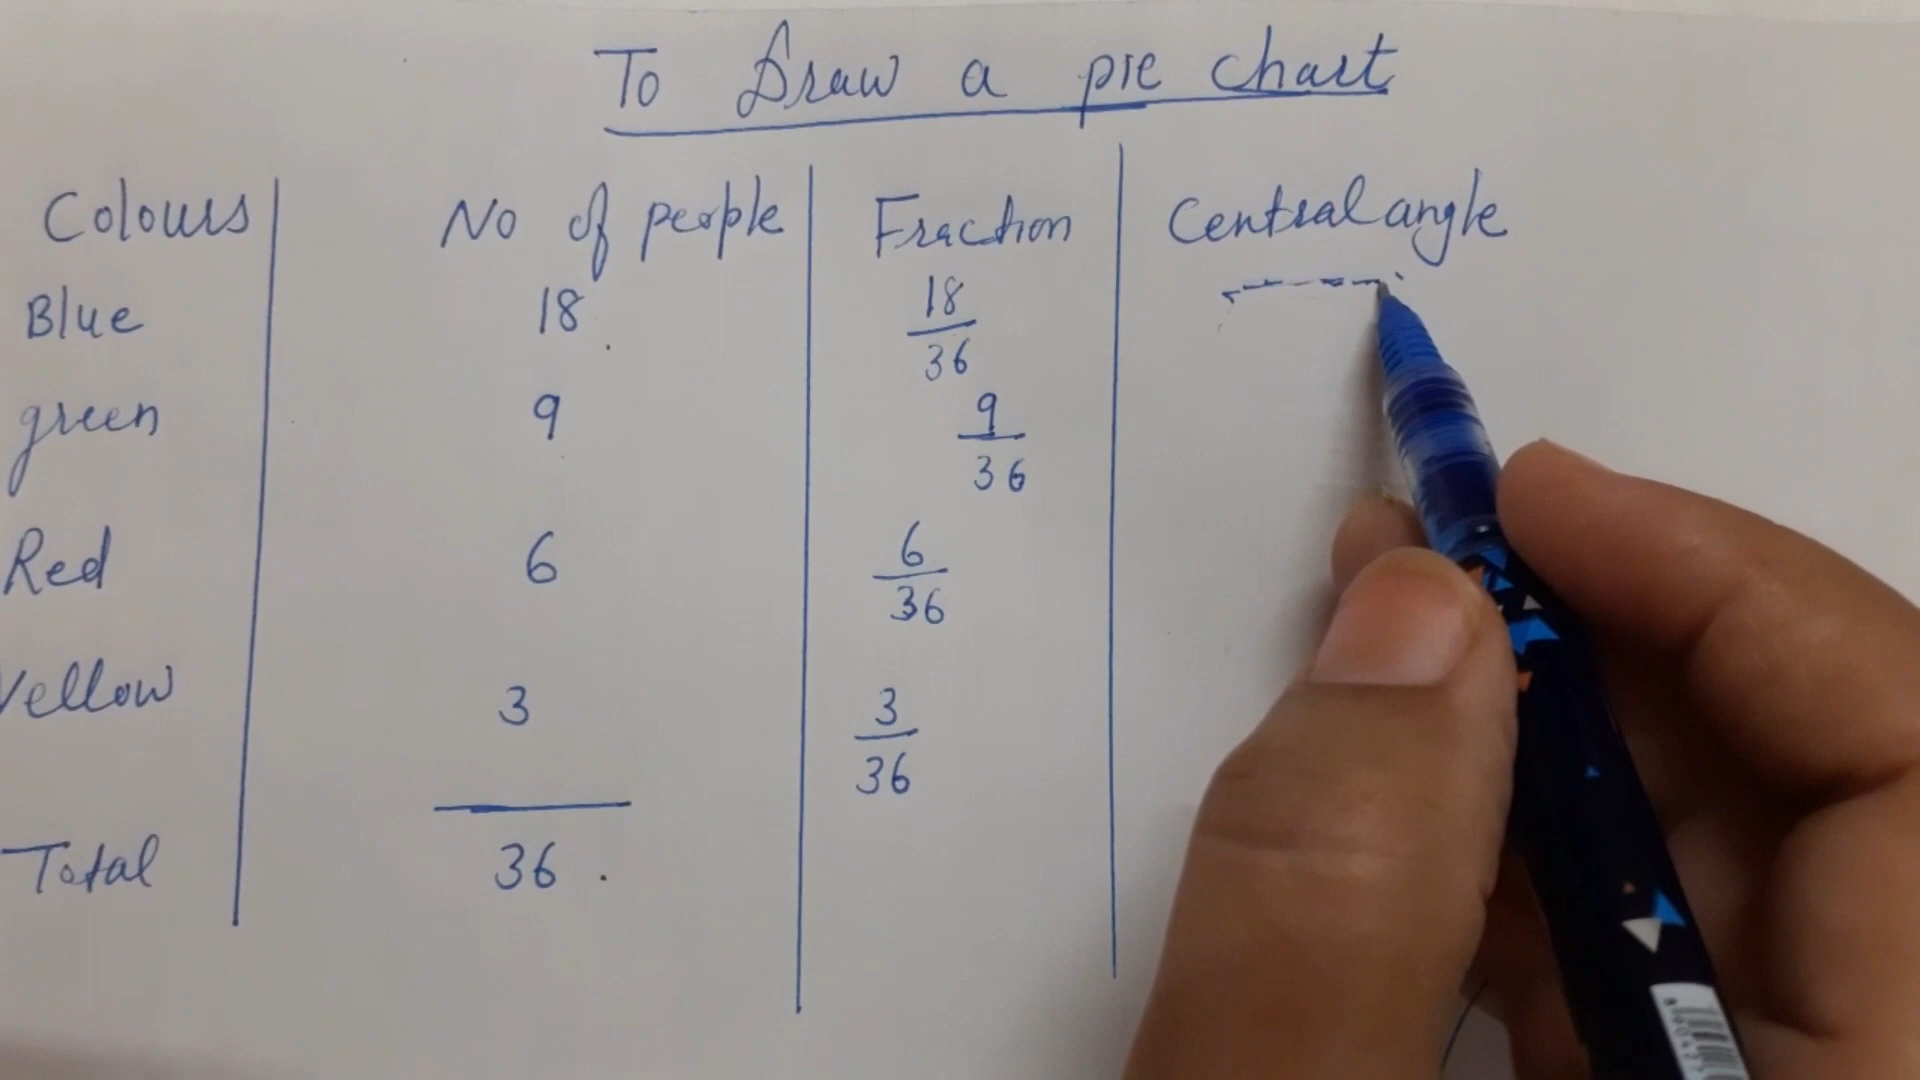 To Draw a pie chart
Colours No of people Fraction Central angle
Blue 18 18/36
green 9 9/36
Red 6 6/36
Yellow 3 3/36
Total 36